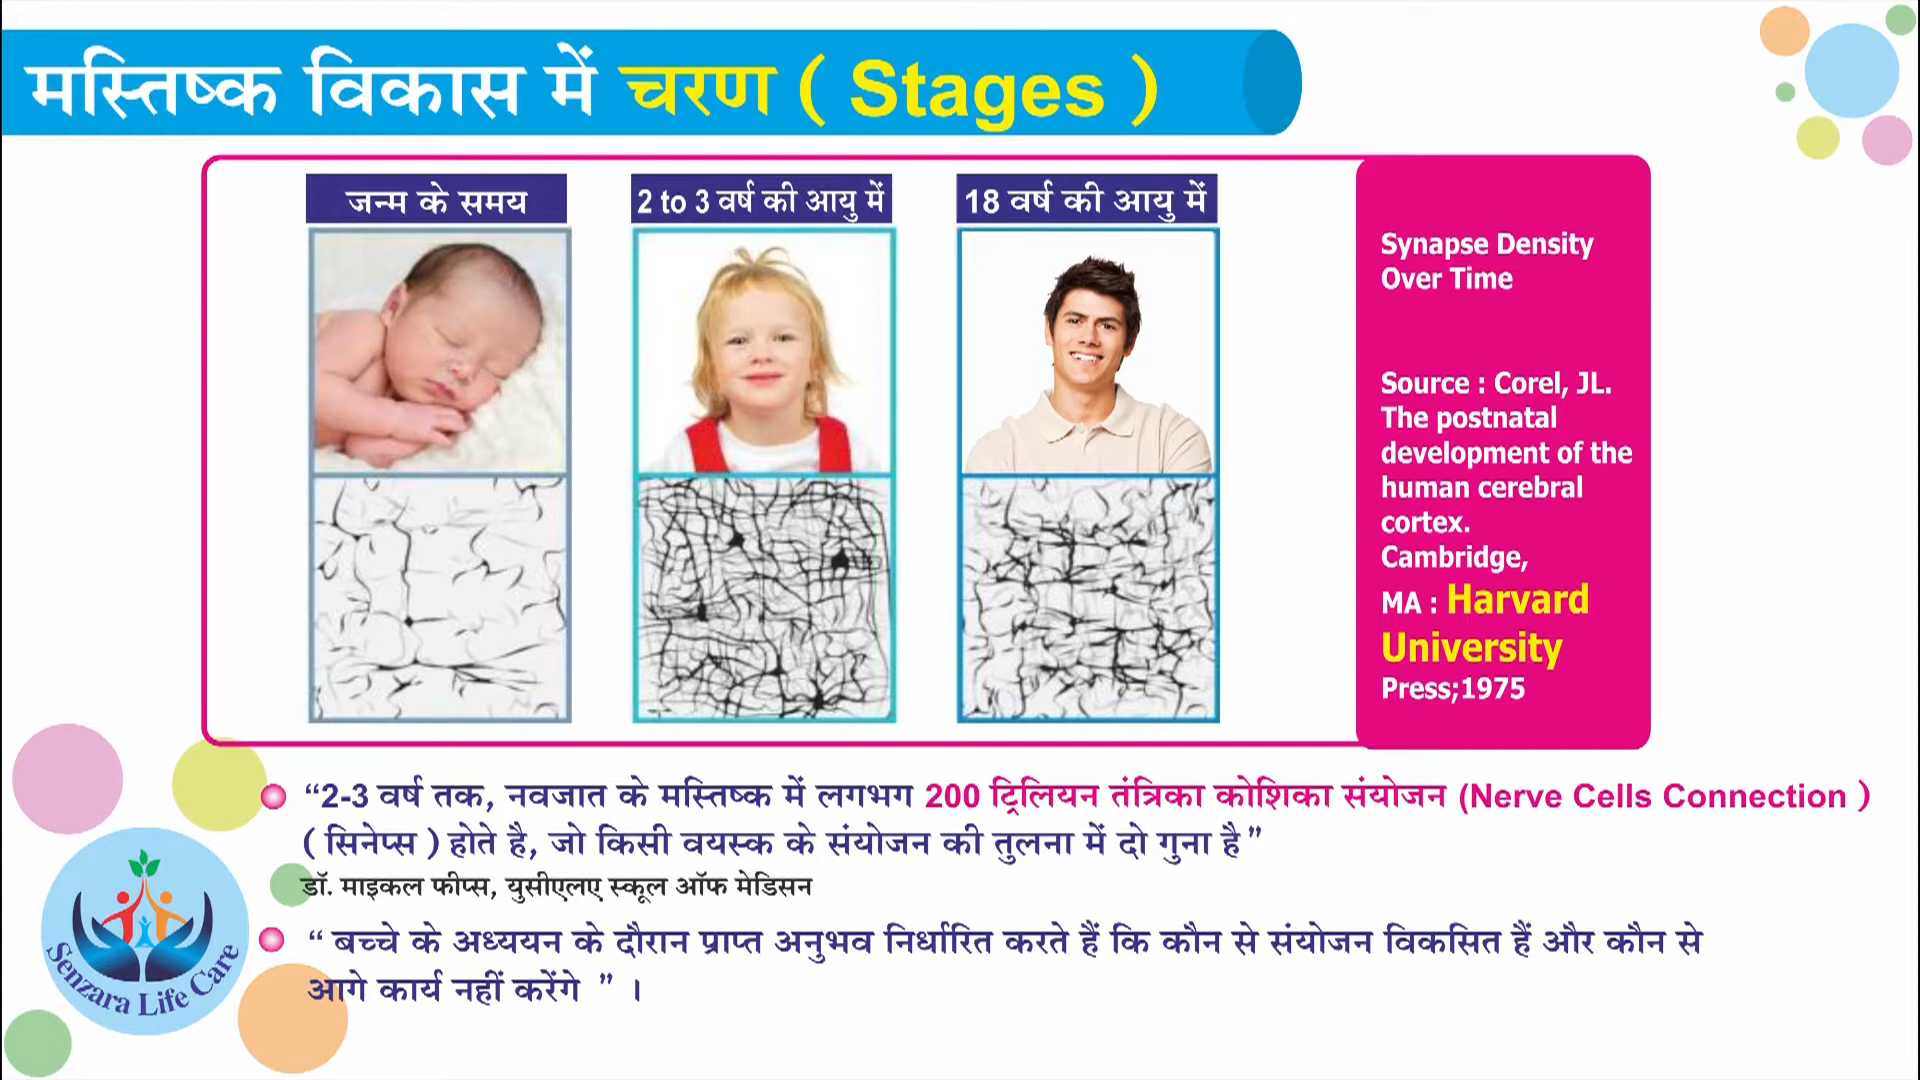 मस्तिष्क विकास में चरण ( Stages )
जन्म के समय
2 to 3 वर्ष की आयु में
18 वर्ष की आयु में
Synapse Density
Over Time
Source : Corel, JL.
The postnatal
development of the
human cerebral
cortex.
Cambridge,
MA : Harvard
University
Press;1975
“2-3 वर्ष तक, नवजात के मस्तिष्क में लगभग 200 ट्रिलियन तंत्रिका कोशिका संयोजन (Nerve Cells Connection )
( सिनेप्स ) होते है, जो किसी वयस्क के संयोजन की तुलना में दो गुना है ”
डॉ. माइकल फीप्स, युसीएलए स्कूल ऑफ मेडिसन
“ बच्चे के अध्ययन के दौरान प्राप्त अनुभव निर्धारित करते हैं कि कौन से संयोजन विकसित हैं और कौन से
आगे कार्य नहीं करेंगे ” ।
Senzara Life Care